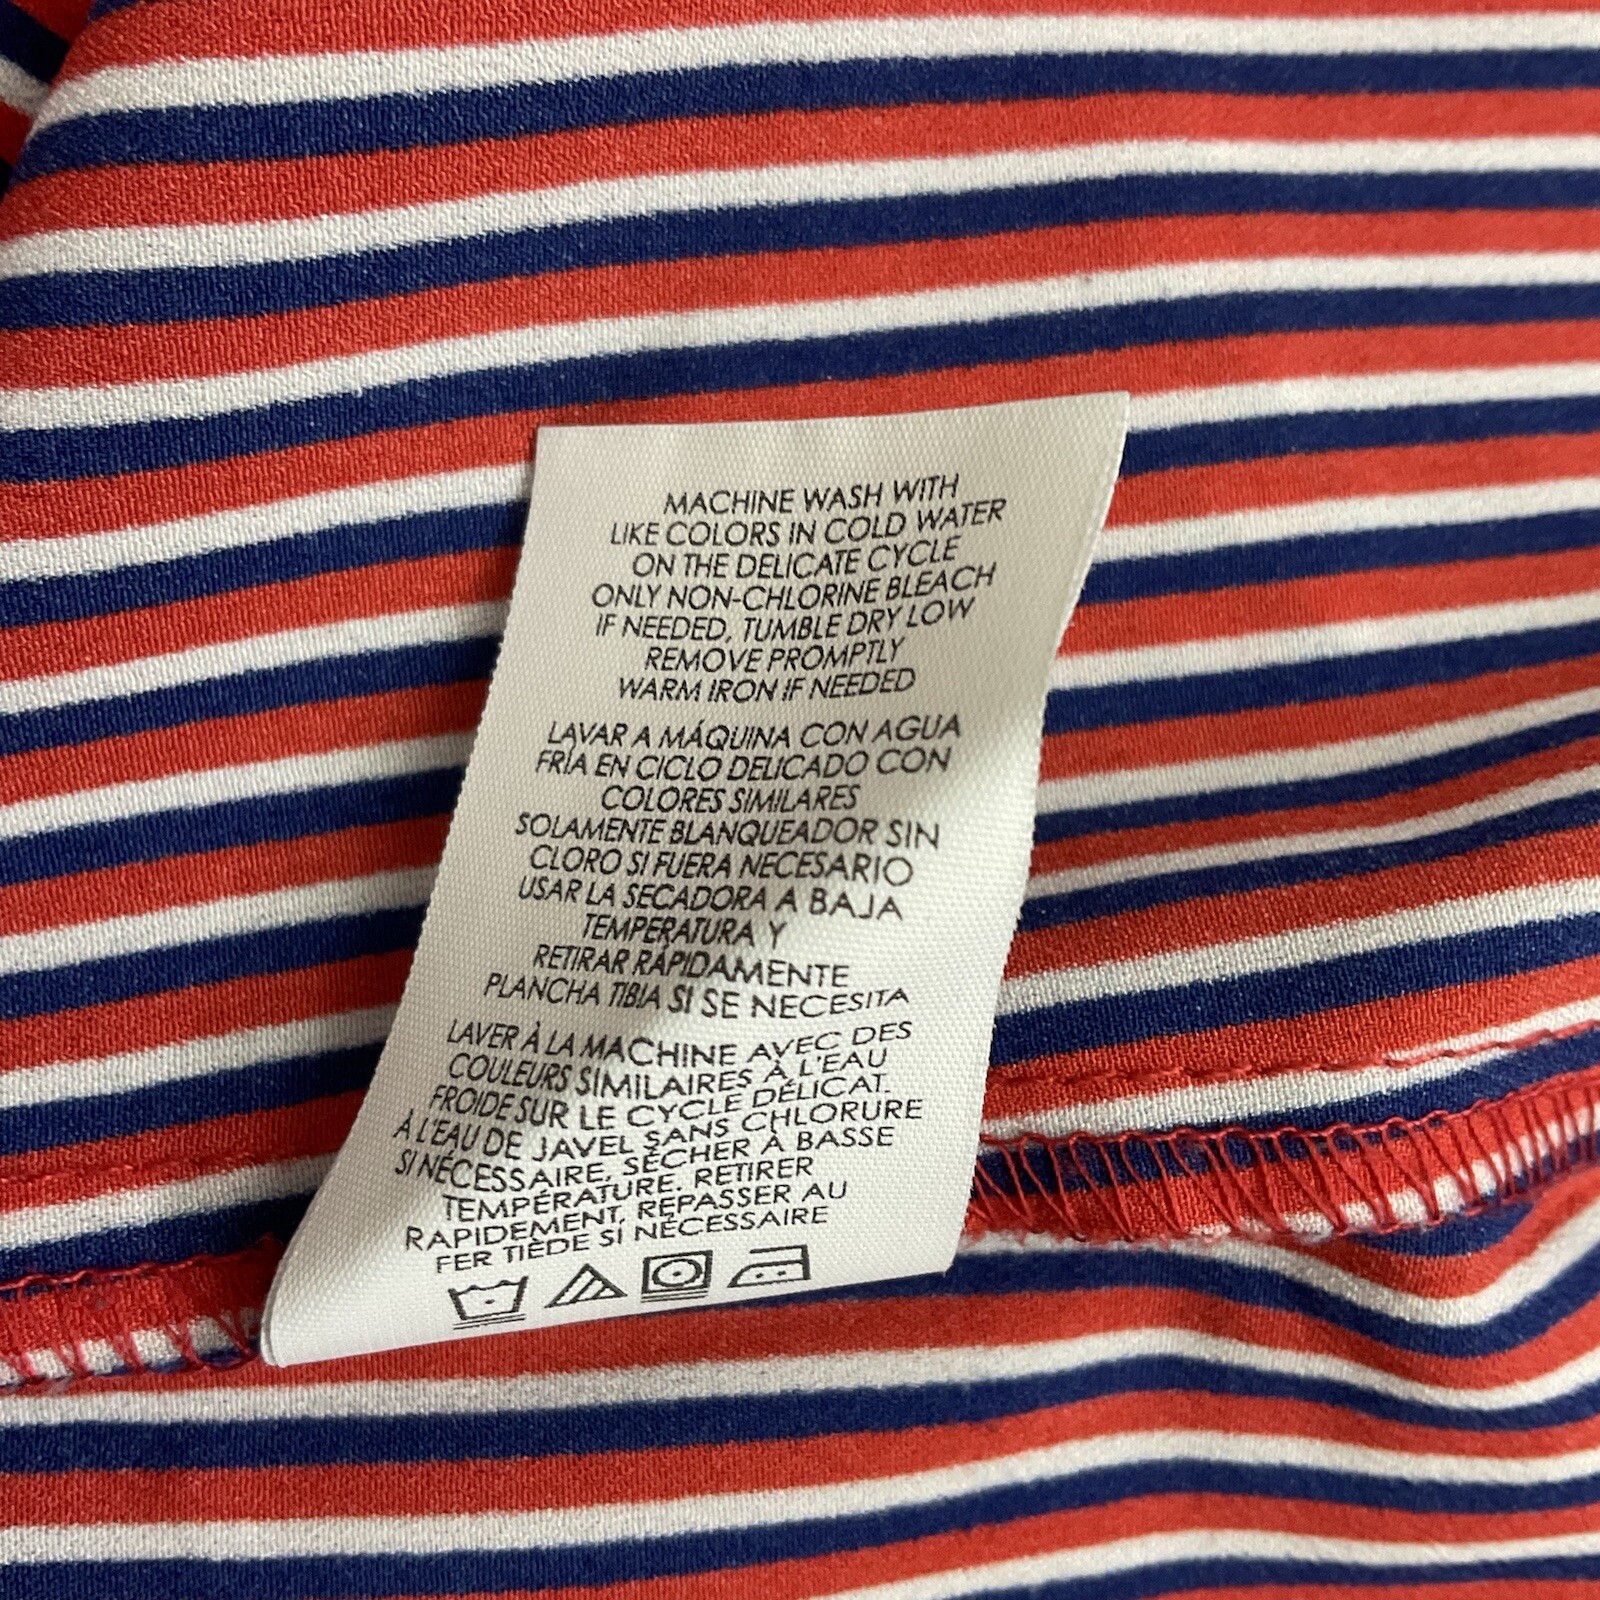 MACHINE WASH WITH
LIKE COLORS IN COLD WATER
ON THE DELICATE CYCLE
ONLY NON-CHLORINE BLEACH
IF NEEDED, TUMBLE DRY LOW
REMOVE PROMPTLY
WARM IRON IF NEEDED
LAVAR A MÁQUINA CON AGUA
FRÍA EN CICLO DELICADO CON
COLORES SIMILARES
SOLAMENTE BLANQUEADOR SIN
CLORO SI FUERA NECESARIO
USAR LA SECADORA A BAJA
TEMPERATURA Y
RETIRAR RÁPIDAMENTE
PLANCHA TIBIA SI SE NECESITA
LAVER À LA MACHINE AVEC DES
COULEURS SIMILAIRES À L'EAU
FROIDE SUR LE CYCLE DÉLICAT.
À L'EAU DE JAVEL SANS CHLORURE
SI NÉCESSAIRE, SÉCHER À BASSE
TEMPÉRATURE. RETIRER
RAPIDEMENT, REPASSER AU
FER TIÈDE SI NÉCESSAIRE